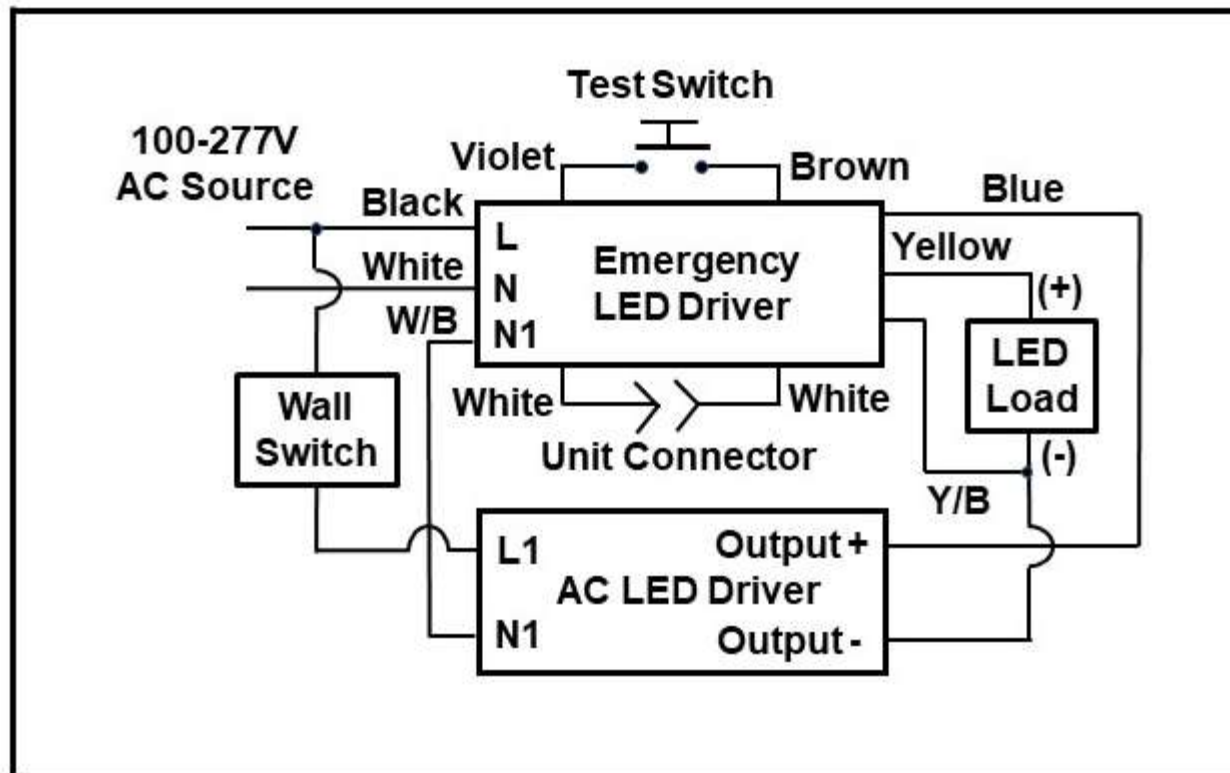 Test Switch
100-277V
AC Source
Violet
Brown
Black
Blue
L
Emergency
LED Driver
Yellow
White
N
(+)
W/B
N1
LED
Load
White
White
Wall
Switch
Unit Connector
(-)
Y/B
L1
Output +
AC LED Driver
N1
Output -